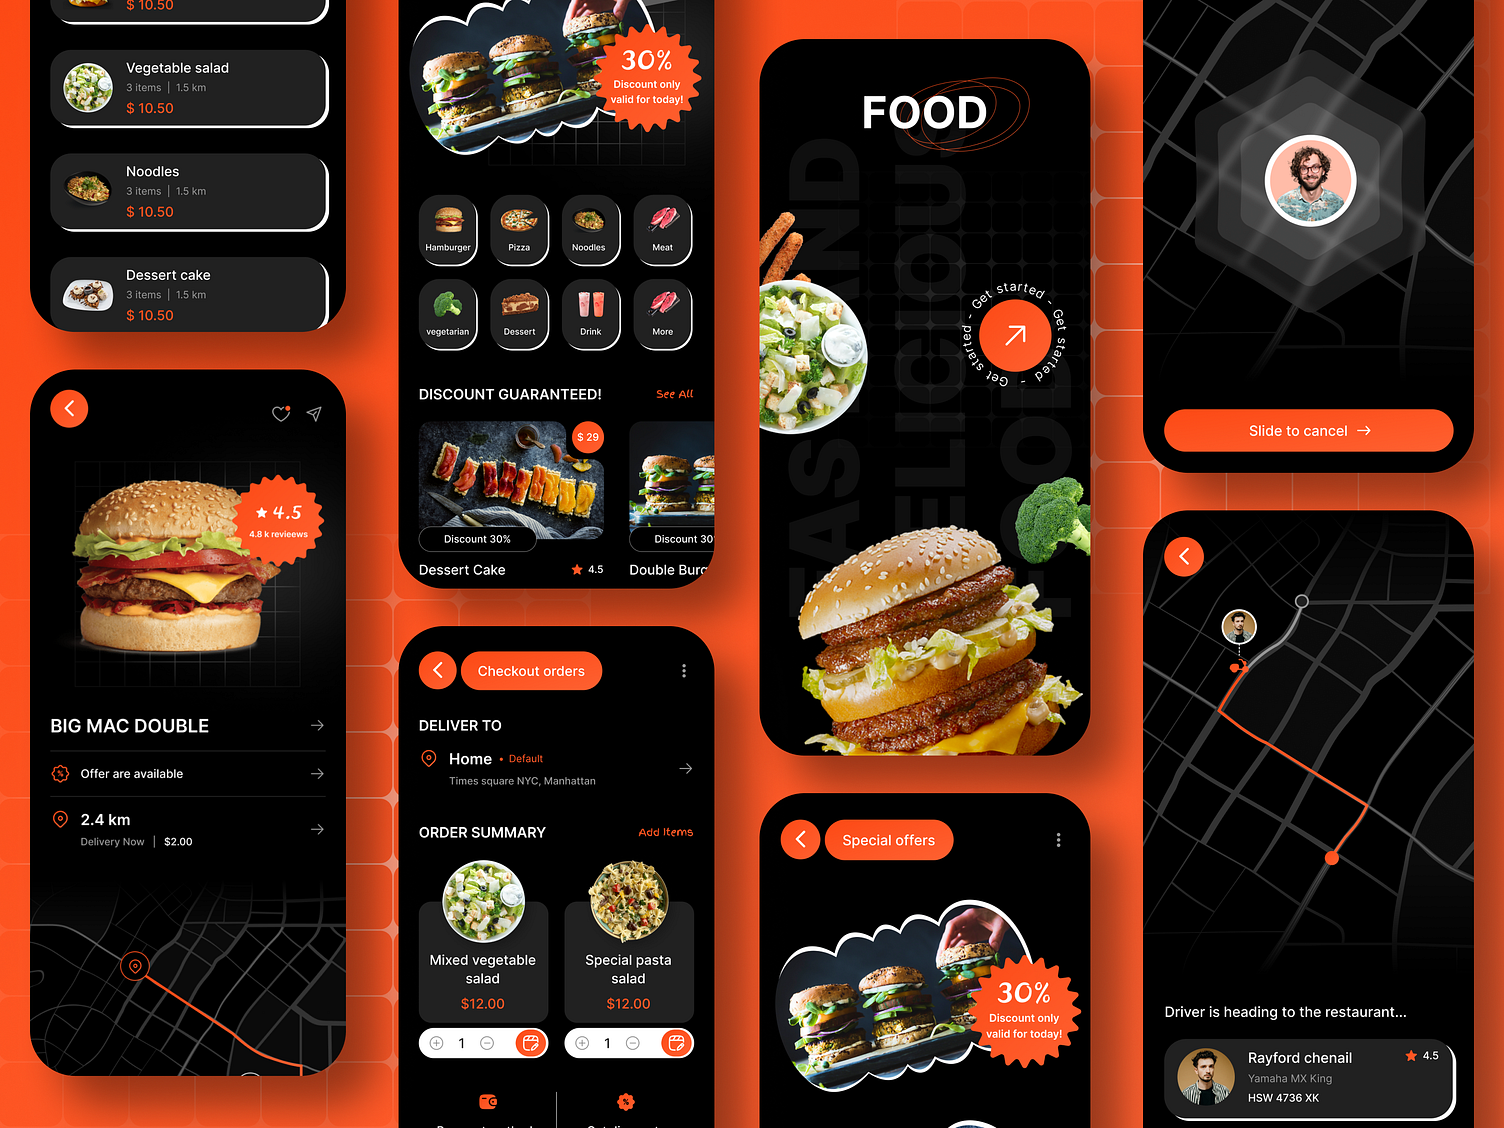 $ 10.50
Vegetable salad
3 items | 1.5 km
$ 10.50
Noodles
3 items | 1.5 km
$ 10.50
Dessert cake
3 items | 1.5 km
$ 10.50
4.5
4.8 k revieews
BIG MAC DOUBLE
Offer are available
2.4 km
Delivery Now | $2.00
30%
Discount only
valid for today!
Hamburger
Pizza
Noodles
Meat
vegetarian
Dessert
Drink
More
DISCOUNT GUARANTEED!
See All
$ 29
Discount 30%
Discount 30
Dessert Cake
4.5
Double Burg
Checkout orders
DELIVER TO
Home • Default
Times square NYC, Manhattan
ORDER SUMMARY
Add Items
Mixed vegetable
salad
$12.00
1
Special pasta
salad
$12.00
1
FOOD
FAST AND
DELICIOUS
FOOD
Get started - Get started - Get started -
Special offers
30%
Discount only
valid for today!
Slide to cancel
Driver is heading to the restaurant...
Rayford chenail
4.5
Yamaha MX King
HSW 4736 XK